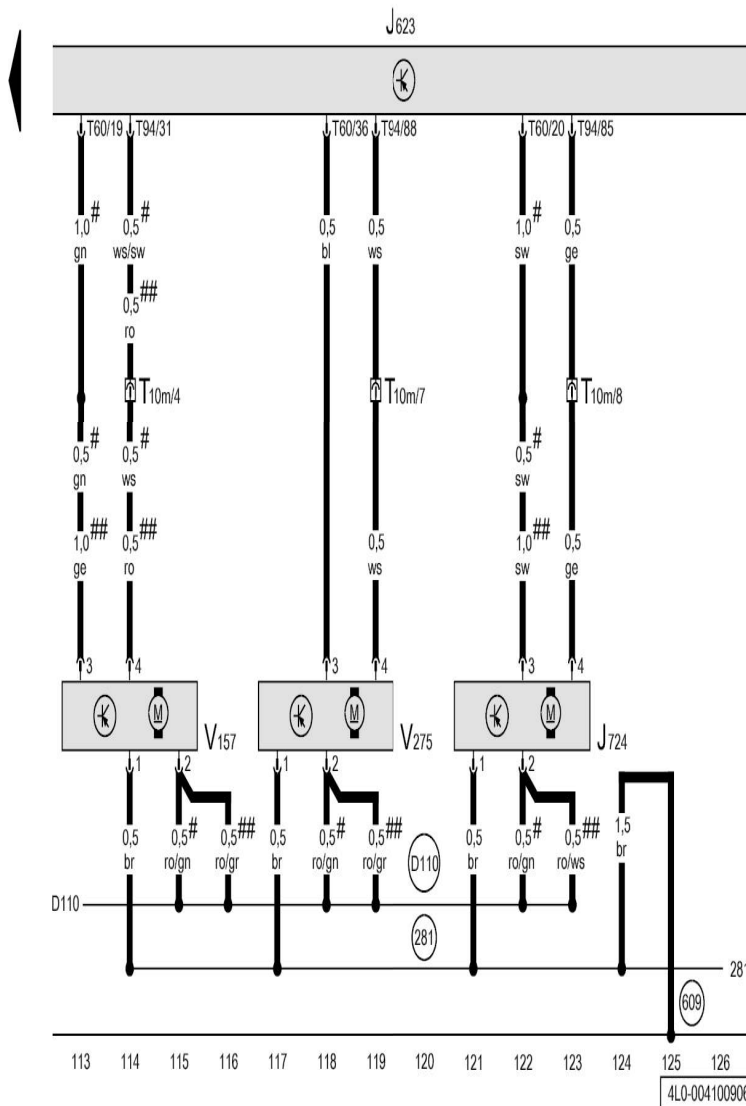 J623
T60/19 T94/31 T60/36 T94/88 T60/20 T94/85
1,0 # 0,5 # 0,5 0,5 1,0 # 0,5
gn ws/sw bl ws sw ge
0,5 ##
ro
T10m/4 T10m/7 T10m/8
0,5 # 0,5 # 0,5 #
gn ws sw
1,0 ## 0,5 ## 0,5 1,0 ## 0,5
ge ro ws sw ge
3 4 3 4 3 4
V157 V275 J724
1 2 1 2 1 2
0,5 0,5 # 0,5 ## 0,5 0,5 # 0,5 ## 0,5 0,5 # 0,5 ## 1,5
br ro/gn ro/gr br ro/gn ro/gr br ro/gn ro/ws br
D110
D110
281
281
609
113 114 115 116 117 118 119 120 121 122 123 124 125 126
4L0-004100906